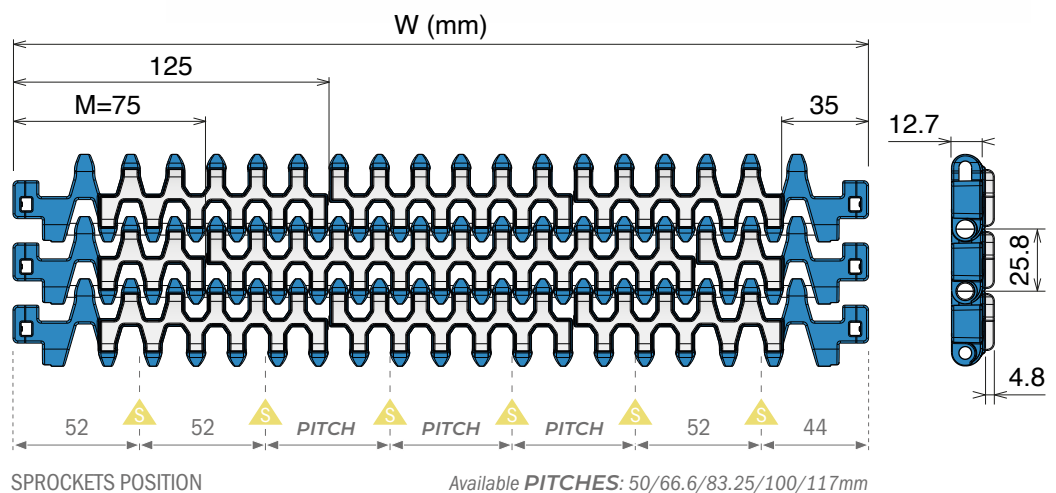 W (mm)
125
M=75
35
12.7
25.8
4.8
S S S S S S
52 52 PITCH PITCH PITCH 52 44
SPROCKETS POSITION
Available PITCHES: 50/66.6/83.25/100/117mm